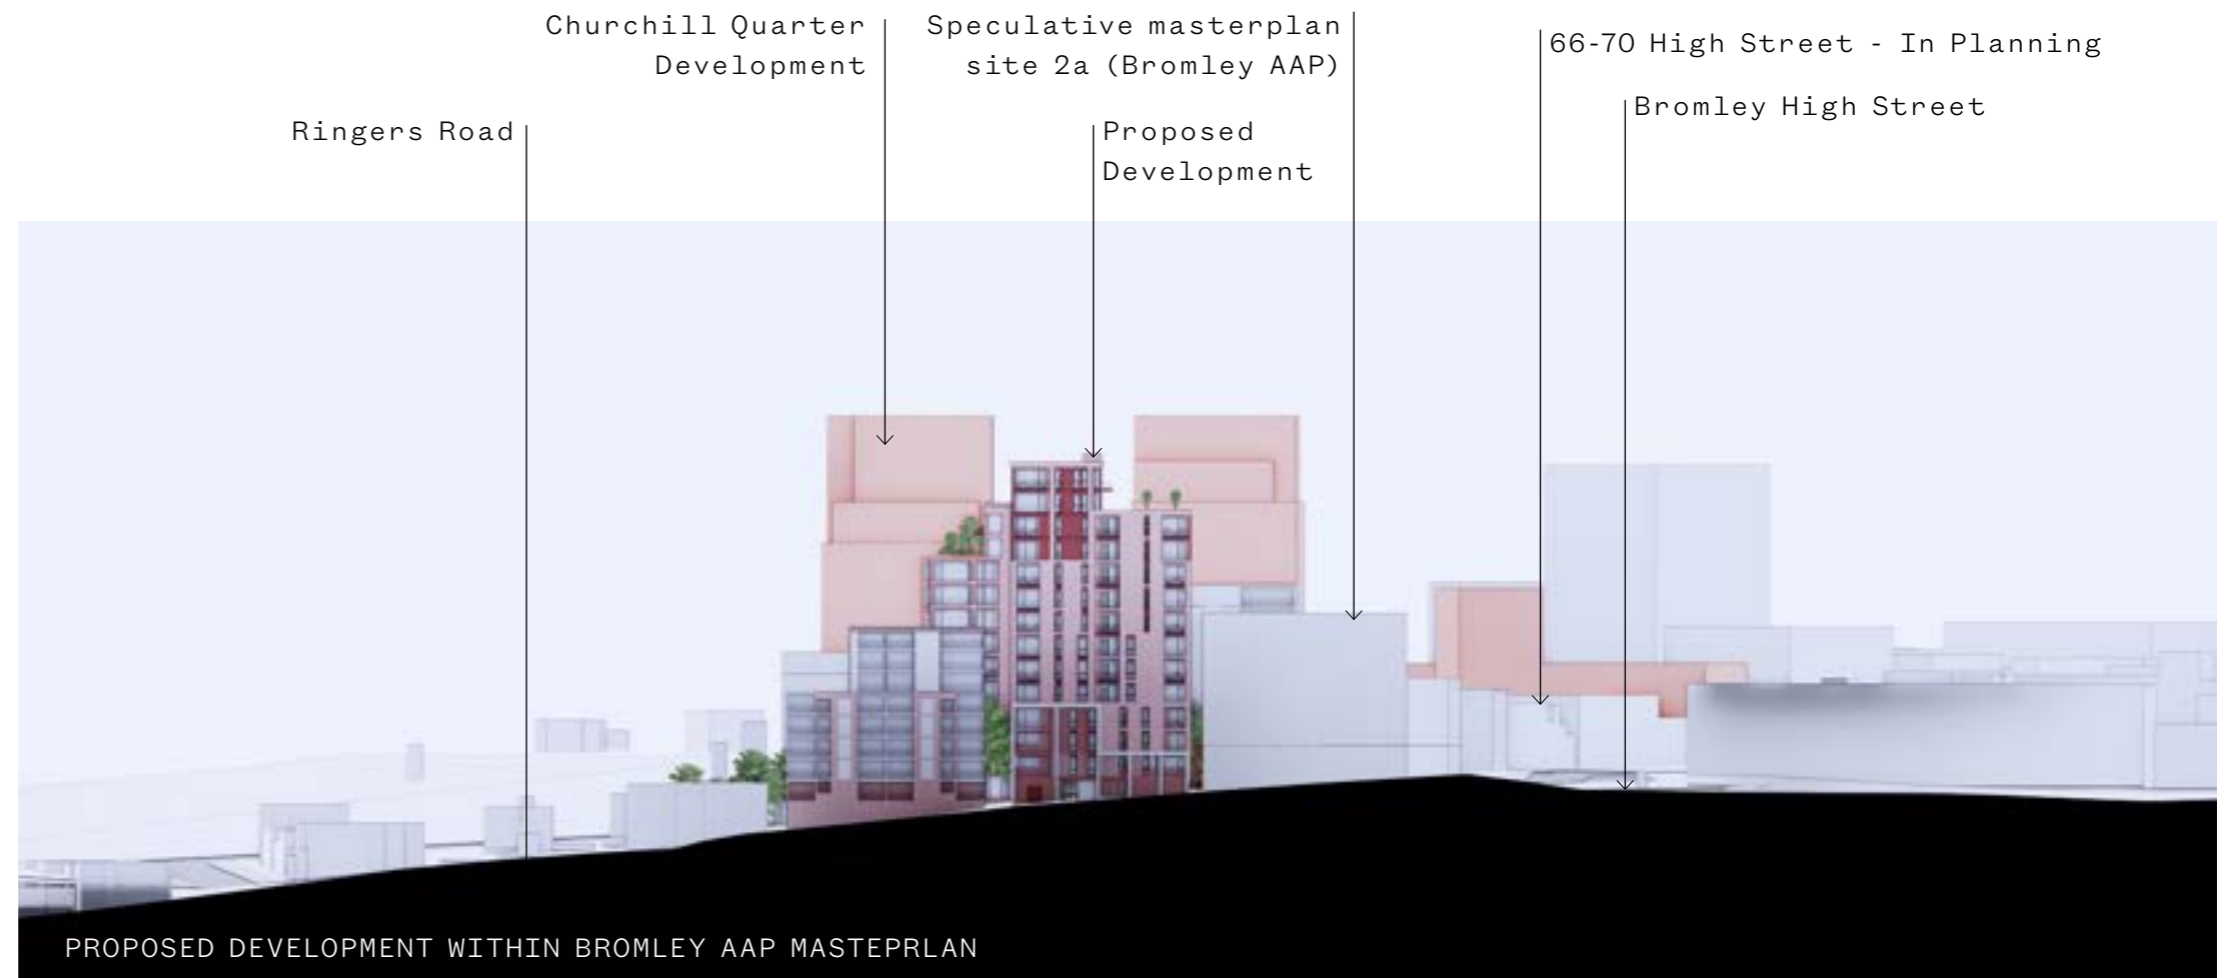 Churchill Quarter
Development
Speculative masterplan
site 2a (Bromley AAP)
66-70 High Street - In Planning
Bromley High Street
Ringers Road
Proposed
Development
PROPOSED DEVELOPMENT WITHIN BROMLEY AAP MASTEPRLAN